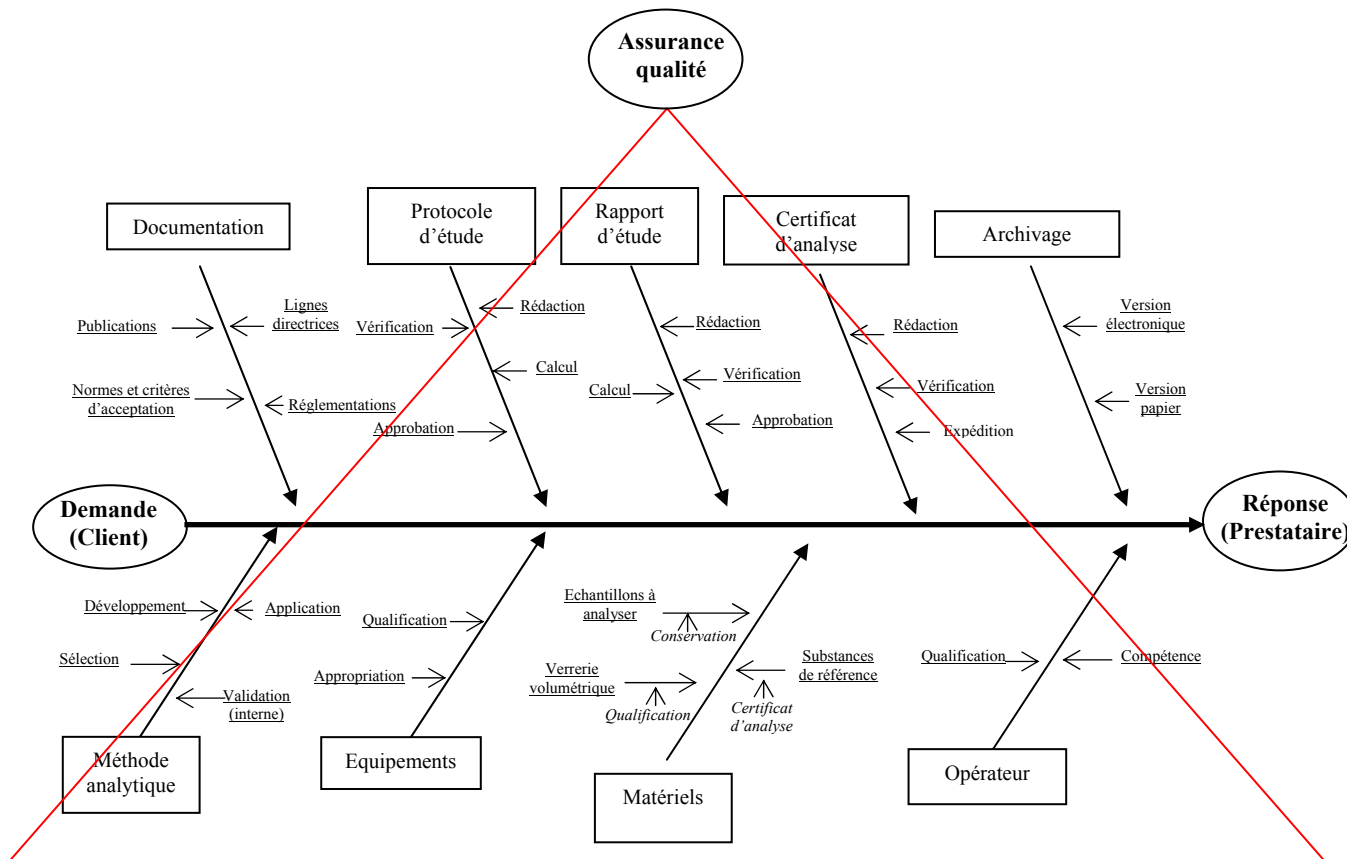 Assurance
qualité
Documentation
Protocole
d’étude
Rapport
d’étude
Certificat
d’analyse
Archivage
Publications
Lignes
directrices
Normes et critères
d’acceptation
Réglementations
Vérification
Rédaction
Calcul
Approbation
Rédaction
Vérification
Calcul
Approbation
Rédaction
Vérification
Expédition
Version
électronique
Version
papier
Demande
(Client)
Réponse
(Prestataire)
Développement
Application
Sélection
Validation
(interne)
Méthode
analytique
Qualification
Appropriation
Equipements
Echantillons à
analyser
Conservation
Verrerie
volumétrique
Qualification
Substances
de référence
Certificat
d’analyse
Matériels
Qualification
Compétence
Opérateur